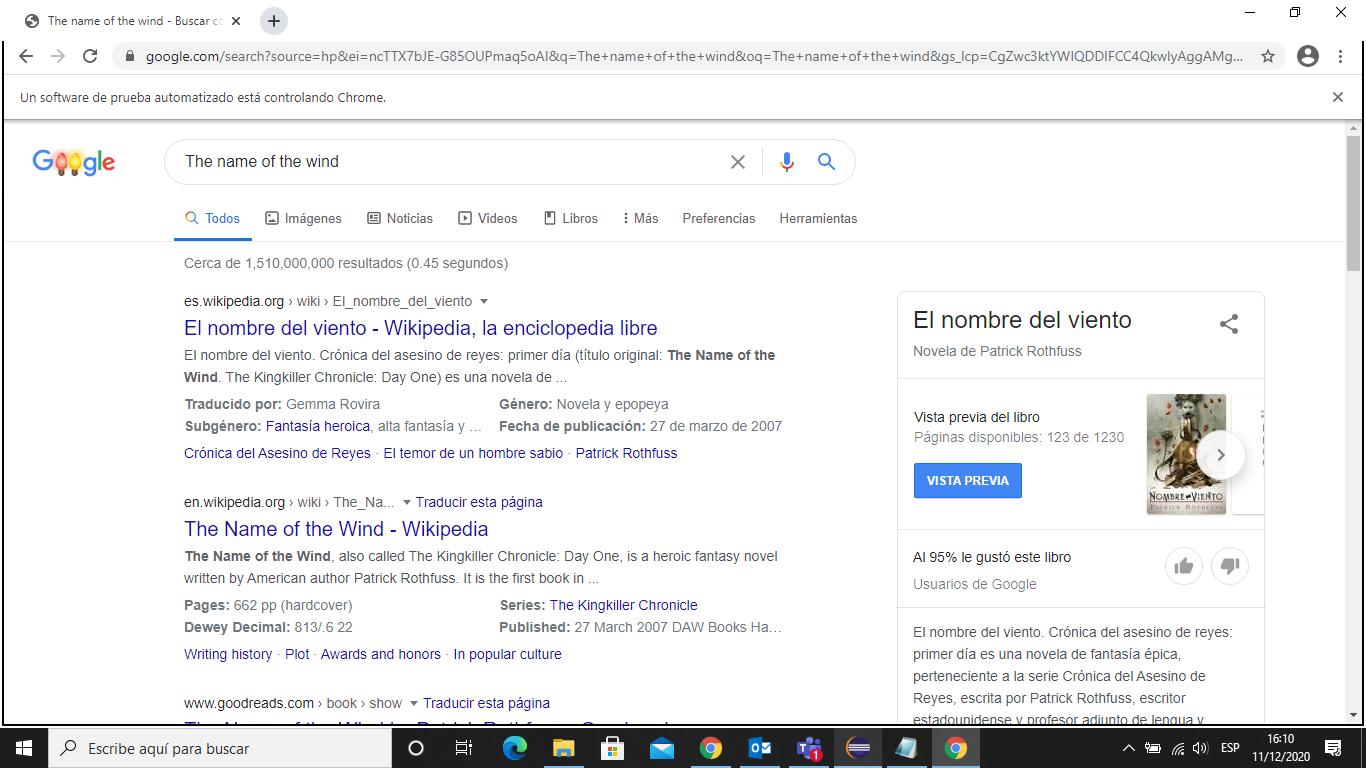 The name of the wind - Buscar co
google.com/search?source=hp&ei=ncTTX7bJE-G85OUPmaq5oAI&q=The+name+of+the+wind&oq=The+name+of+the+wind&gs_lcp=CgZwc3ktYWIQDDIFCC4QkwIyAggAMg...
Un software de prueba automatizado está controlando Chrome.
Google
The name of the wind
Todos Imágenes Noticias Videos Libros Más Preferencias Herramientas
Cerca de 1,510,000,000 resultados (0.45 segundos)
es.wikipedia.org › wiki › El_nombre_del_viento
El nombre del viento - Wikipedia, la enciclopedia libre
El nombre del viento. Crónica del asesino de reyes: primer día (título original: The Name of the
Wind. The Kingkiller Chronicle: Day One) es una novela de ...
Traducido por: Gemma Rovira Género: Novela y epopeya
Subgénero: Fantasía heroica, alta fantasía y ... Fecha de publicación: 27 de marzo de 2007
Crónica del Asesino de Reyes · El temor de un hombre sabio · Patrick Rothfuss
en.wikipedia.org › wiki › The_Na... Traducir esta página
The Name of the Wind - Wikipedia
The Name of the Wind, also called The Kingkiller Chronicle: Day One, is a heroic fantasy novel
written by American author Patrick Rothfuss. It is the first book in ...
Pages: 662 pp (hardcover) Series: The Kingkiller Chronicle
Dewey Decimal: 813/.6 22 Published: 27 March 2007 DAW Books Ha...
Writing history · Plot · Awards and honors · In popular culture
www.goodreads.com › book › show Traducir esta página
The Name of the Wind by Patrick Rothfuss - Goodreads
El nombre del viento
Novela de Patrick Rothfuss
Vista previa del libro
Páginas disponibles: 123 de 1230
VISTA PREVIA
NOMBRE DEL VIENTO
PATRICK ROTHFUSS
Al 95% le gustó este libro
Usuarios de Google
El nombre del viento. Crónica del asesino de reyes:
primer día es una novela de fantasía épica,
perteneciente a la serie Crónica del Asesino de
Reyes, escrita por Patrick Rothfuss, escritor
estadounidense y profesor adjunto de lengua y
Escribe aquí para buscar
1
ESP
16:10
11/12/2020